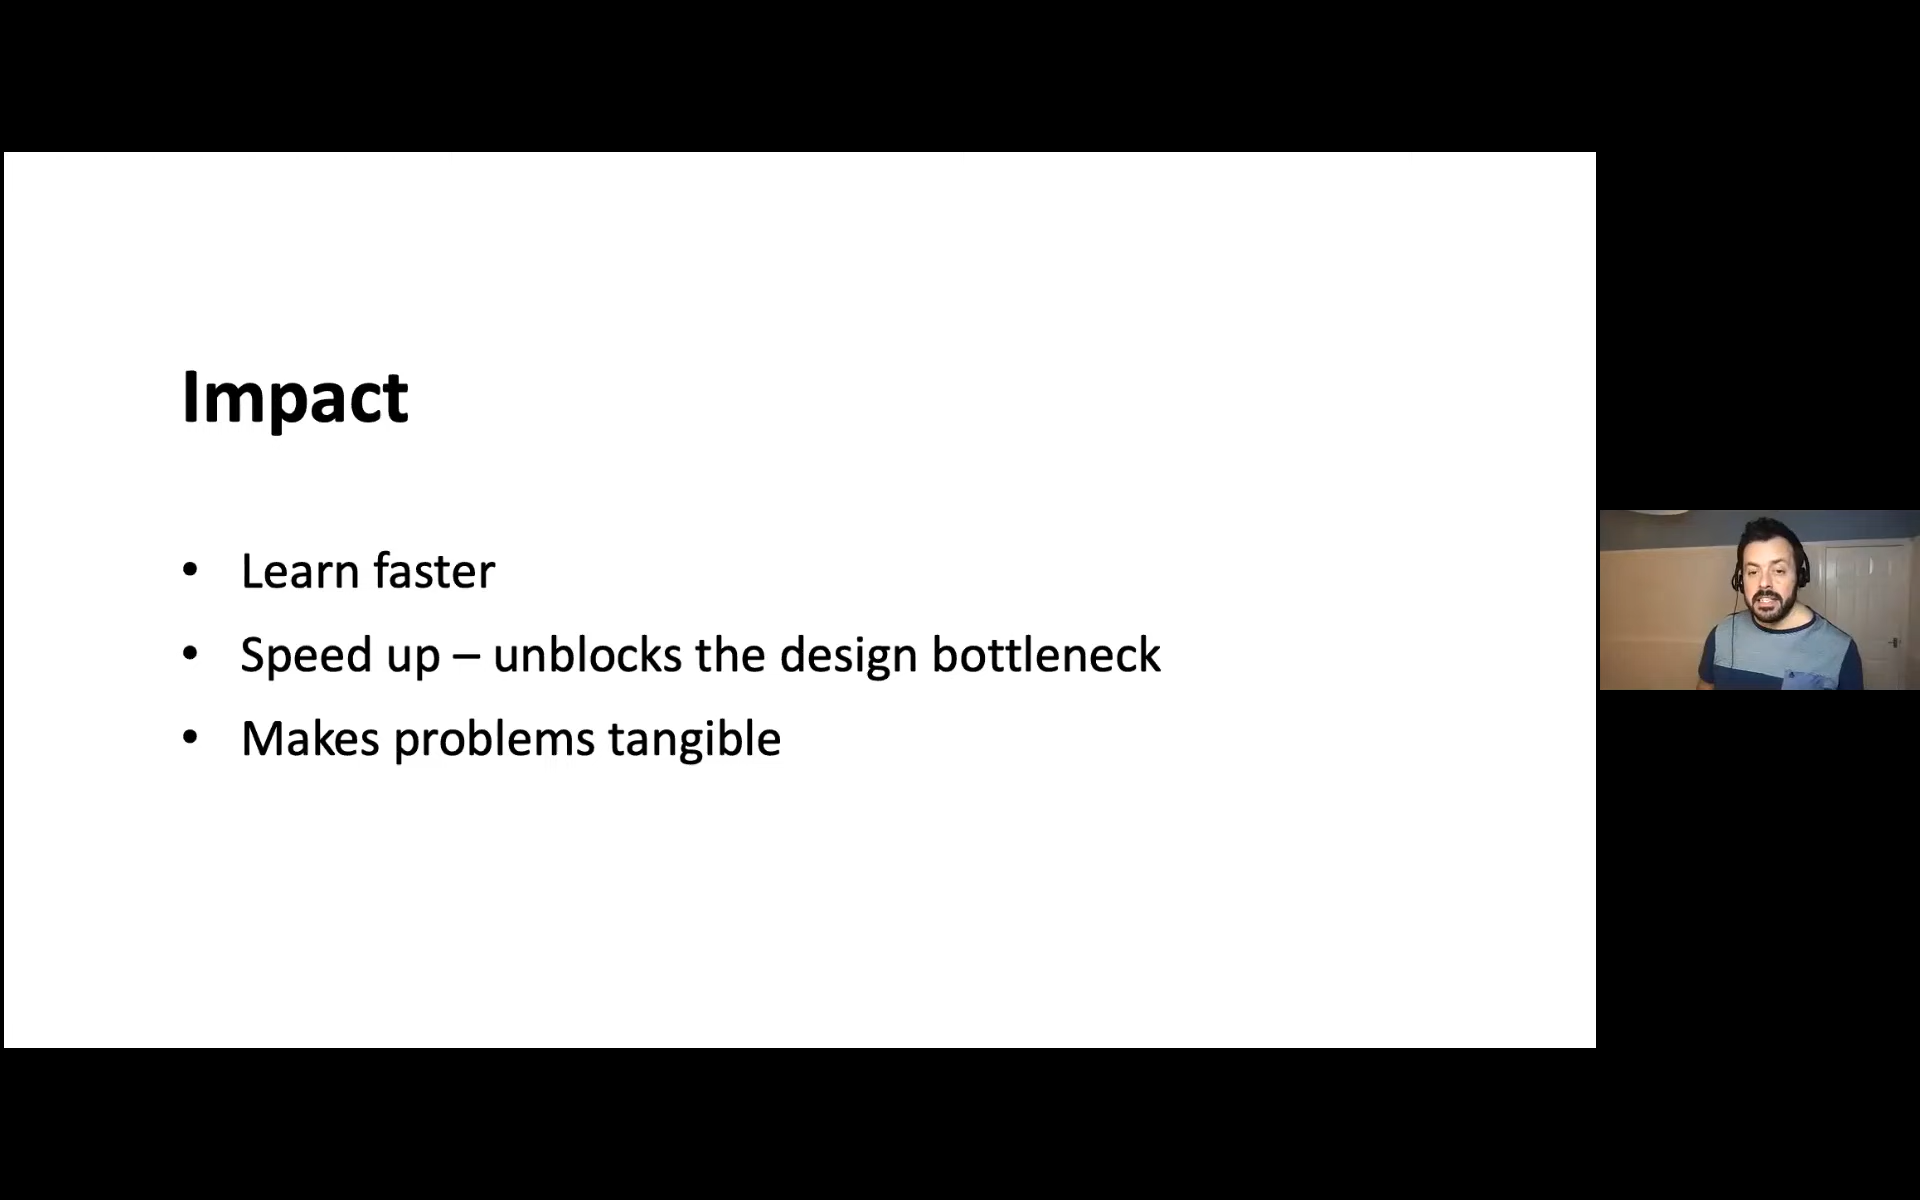 Impact
• Learn faster
• Speed up – unblocks the design bottleneck
• Makes problems tangible